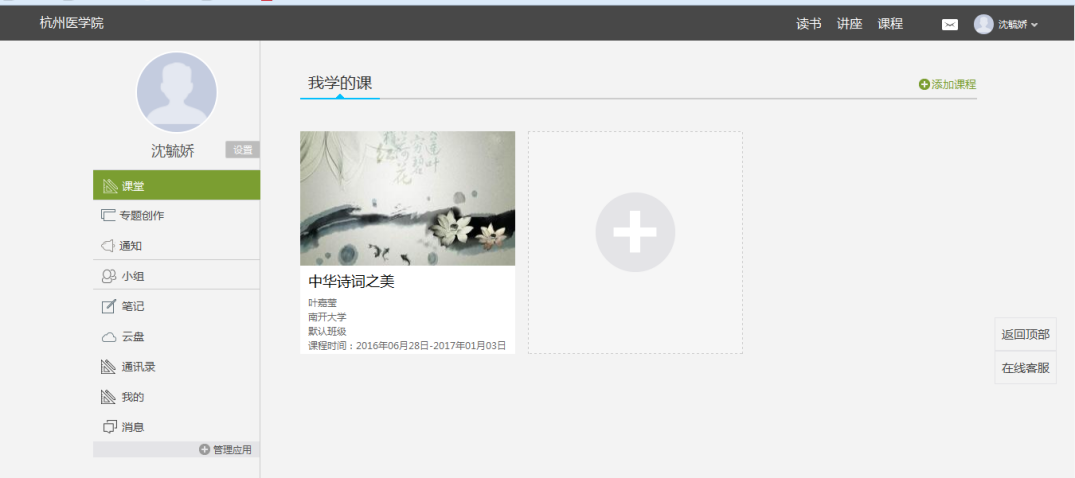 杭州医学院
读书 讲座 课程
沈毓娇
沈毓娇
设置
课堂
专题创作
通知
小组
笔记
云盘
通讯录
我的
消息
管理应用
我学的课
添加课程
中华诗词之美
叶嘉莹
南开大学
默认班级
课程时间：2016年06月28日-2017年01月03日
返回顶部
在线客服